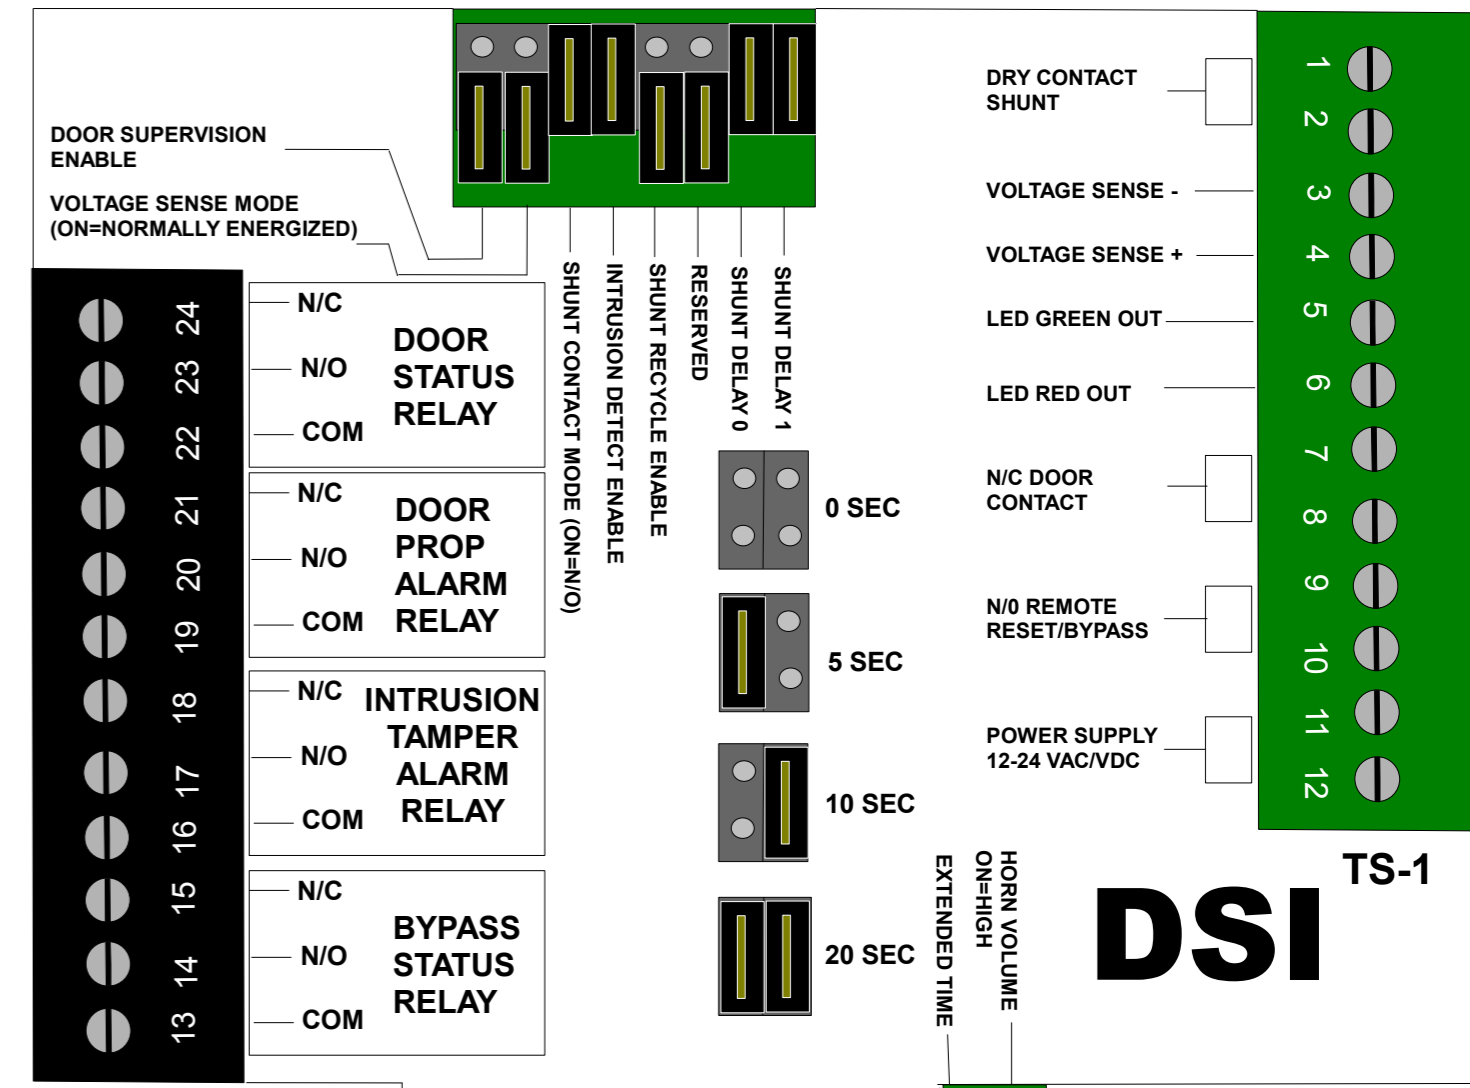 DOOR SUPERVISION
ENABLE
VOLTAGE SENSE MODE
(ON=NORMALLY ENERGIZED)
SHUNT CONTACT MODE (ON=N/O)
INTRUSION DETECT ENABLE
SHUNT RECYCLE ENABLE
RESERVED
SHUNT DELAY 0
SHUNT DELAY 1
24
23
22
21
20
19
18
17
16
15
14
13
N/C
N/O
COM
DOOR
STATUS
RELAY
N/C
N/O
COM
DOOR
PROP
ALARM
RELAY
N/C
N/O
COM
INTRUSION
TAMPER
ALARM
RELAY
N/C
N/O
COM
BYPASS
STATUS
RELAY
0 SEC
5 SEC
10 SEC
20 SEC
DRY CONTACT
SHUNT
VOLTAGE SENSE -
VOLTAGE SENSE +
LED GREEN OUT
LED RED OUT
N/C DOOR
CONTACT
N/0 REMOTE
RESET/BYPASS
POWER SUPPLY
12-24 VAC/VDC
1
2
3
4
5
6
7
8
9
10
11
12
TS-1
DSI
HORN VOLUME
ON=HIGH
EXTENDED TIME